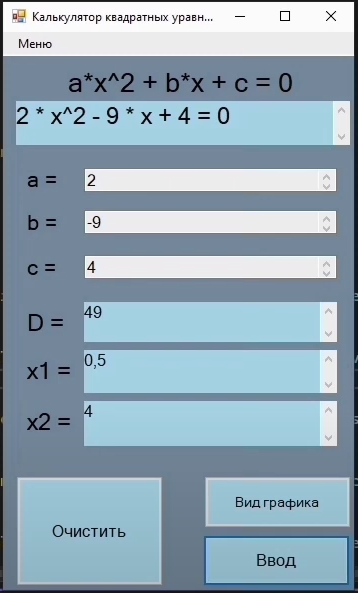 Калькулятор квадратных уравн...
Меню
a*x^2 + b*x + c = 0
2 * x^2 - 9 * x + 4 = 0
a = 2
b = -9
c = 4
D = 49
x1 = 0,5
x2 = 4
Вид графика
Очистить
Ввод